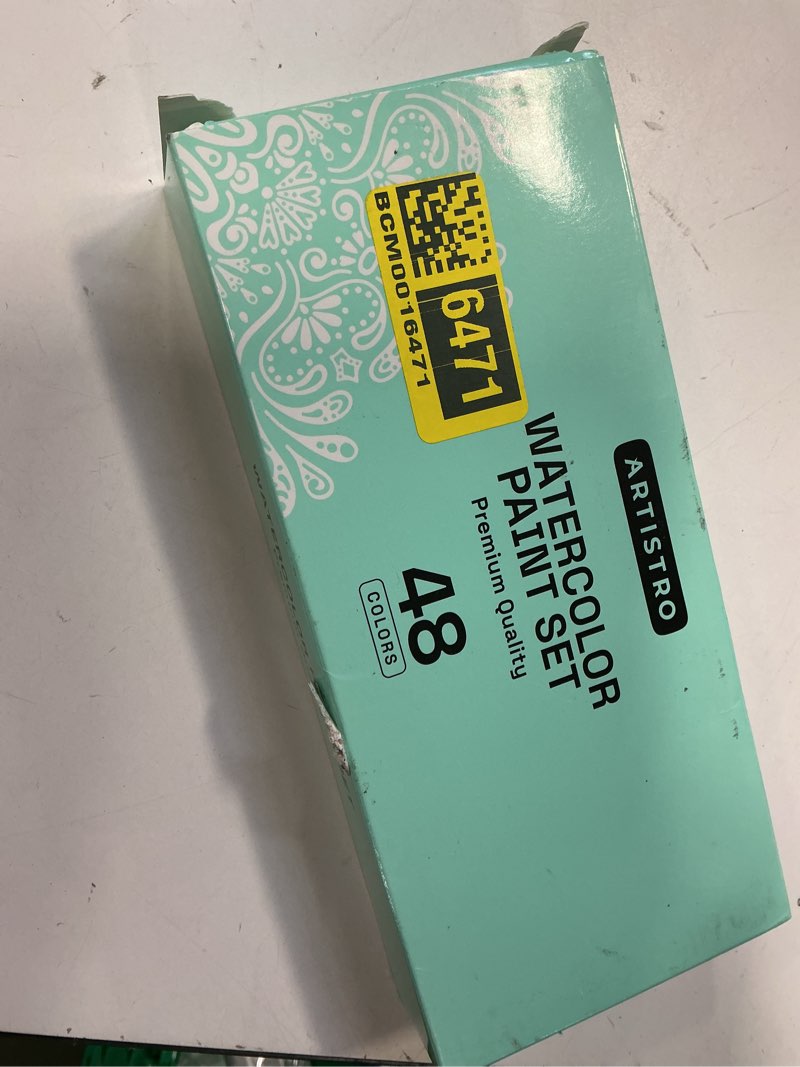 ARTISTRO
WATERCOLOR
PAINT SET
Premium Quality
48
COLORS
BCM0016471
6471